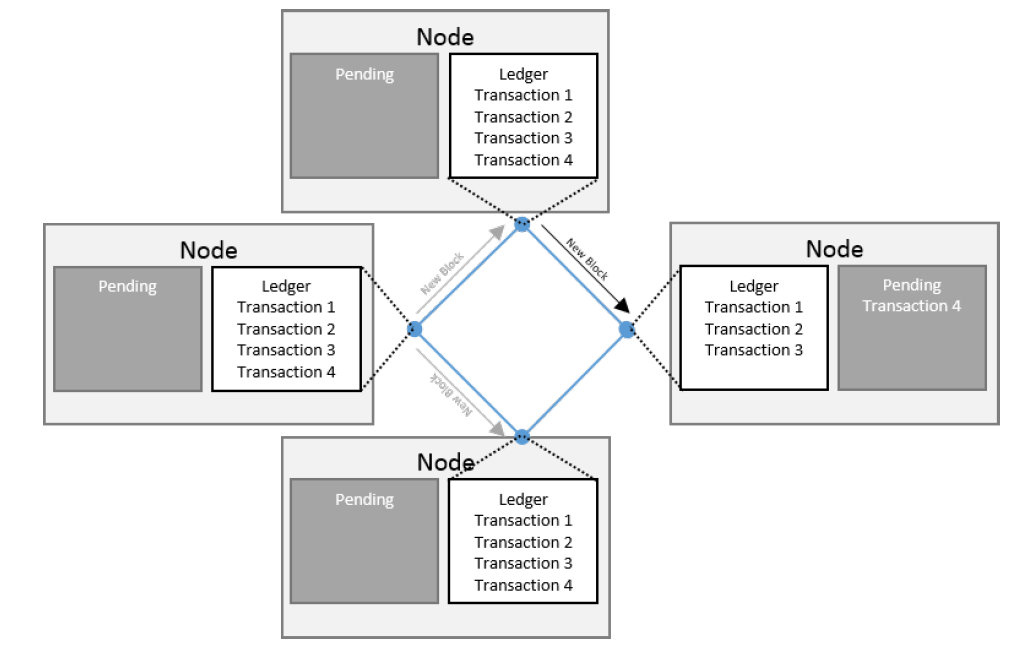 Node
Pending
Ledger
Transaction 1
Transaction 2
Transaction 3
Transaction 4
Node
Pending
Ledger
Transaction 1
Transaction 2
Transaction 3
Transaction 4
New Block
New Block
Node
Ledger
Transaction 1
Transaction 2
Transaction 3
Pending
Transaction 4
New Block
Node
Pending
Ledger
Transaction 1
Transaction 2
Transaction 3
Transaction 4